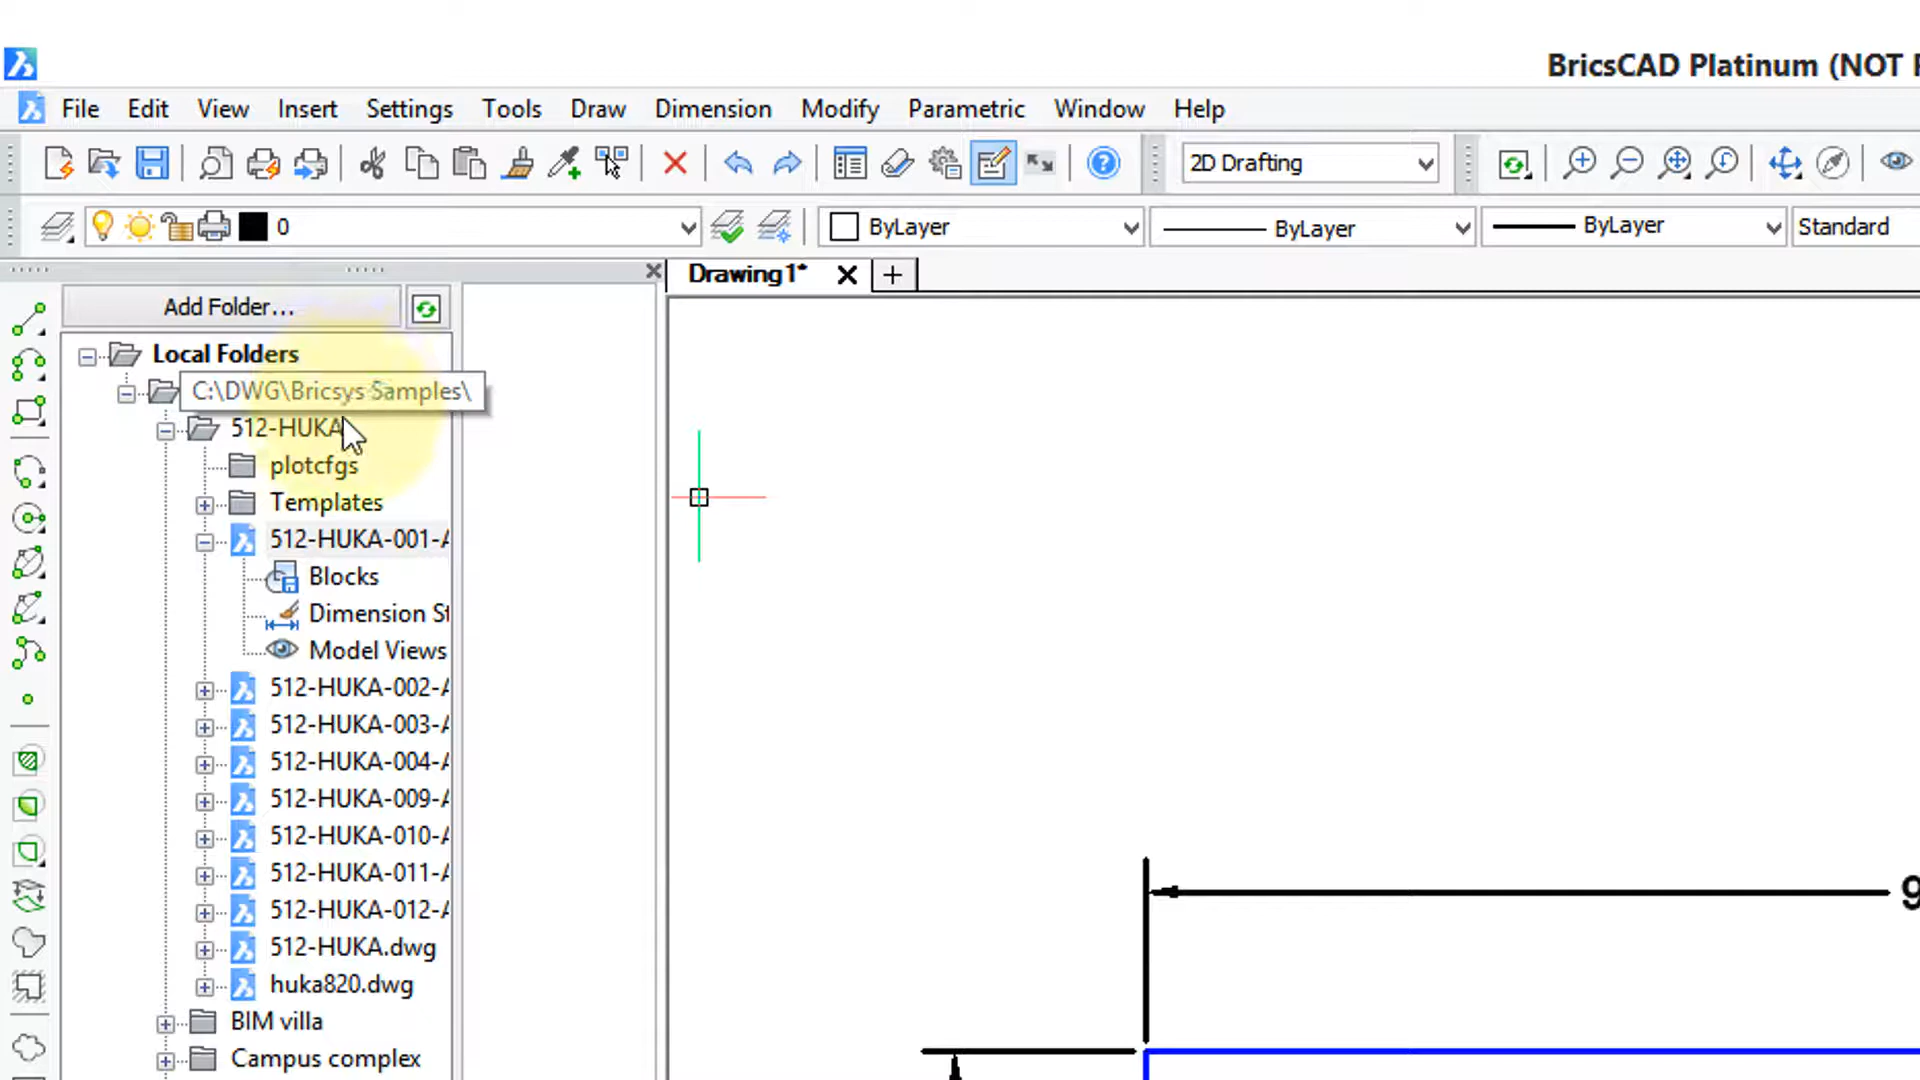 BricsCAD Platinum (NOT
File Edit View Insert Settings Tools Draw Dimension Modify Parametric Window Help
2D Drafting
0 ByLayer ByLayer ByLayer Standard
Drawing1*
Add Folder...
Local Folders
C:\DWG\Bricsys Samples\
512-HUKA
plotcfgs
Templates
512-HUKA-001-
Blocks
Dimension
Model Views
512-HUKA-002-
512-HUKA-003-
512-HUKA-004-
512-HUKA-009-
512-HUKA-010-
512-HUKA-011-
512-HUKA-012-
512-HUKA.dwg
huka820.dwg
BIM villa
Campus complex
9